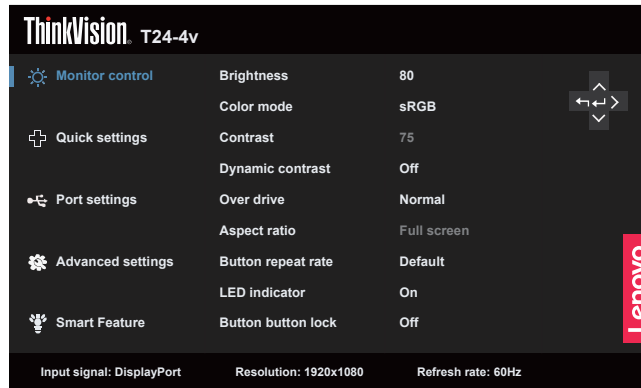 ThinkVision® T24-4v
Monitor control Brightness 80
Color mode sRGB
Quick settings Contrast 75
Dynamic contrast Off
Port settings Over drive Normal
Aspect ratio Full screen
Advanced settings Button repeat rate Default
LED indicator On
Smart Feature Button button lock Off
Lenovo
Input signal: DisplayPort Resolution: 1920x1080 Refresh rate: 60Hz